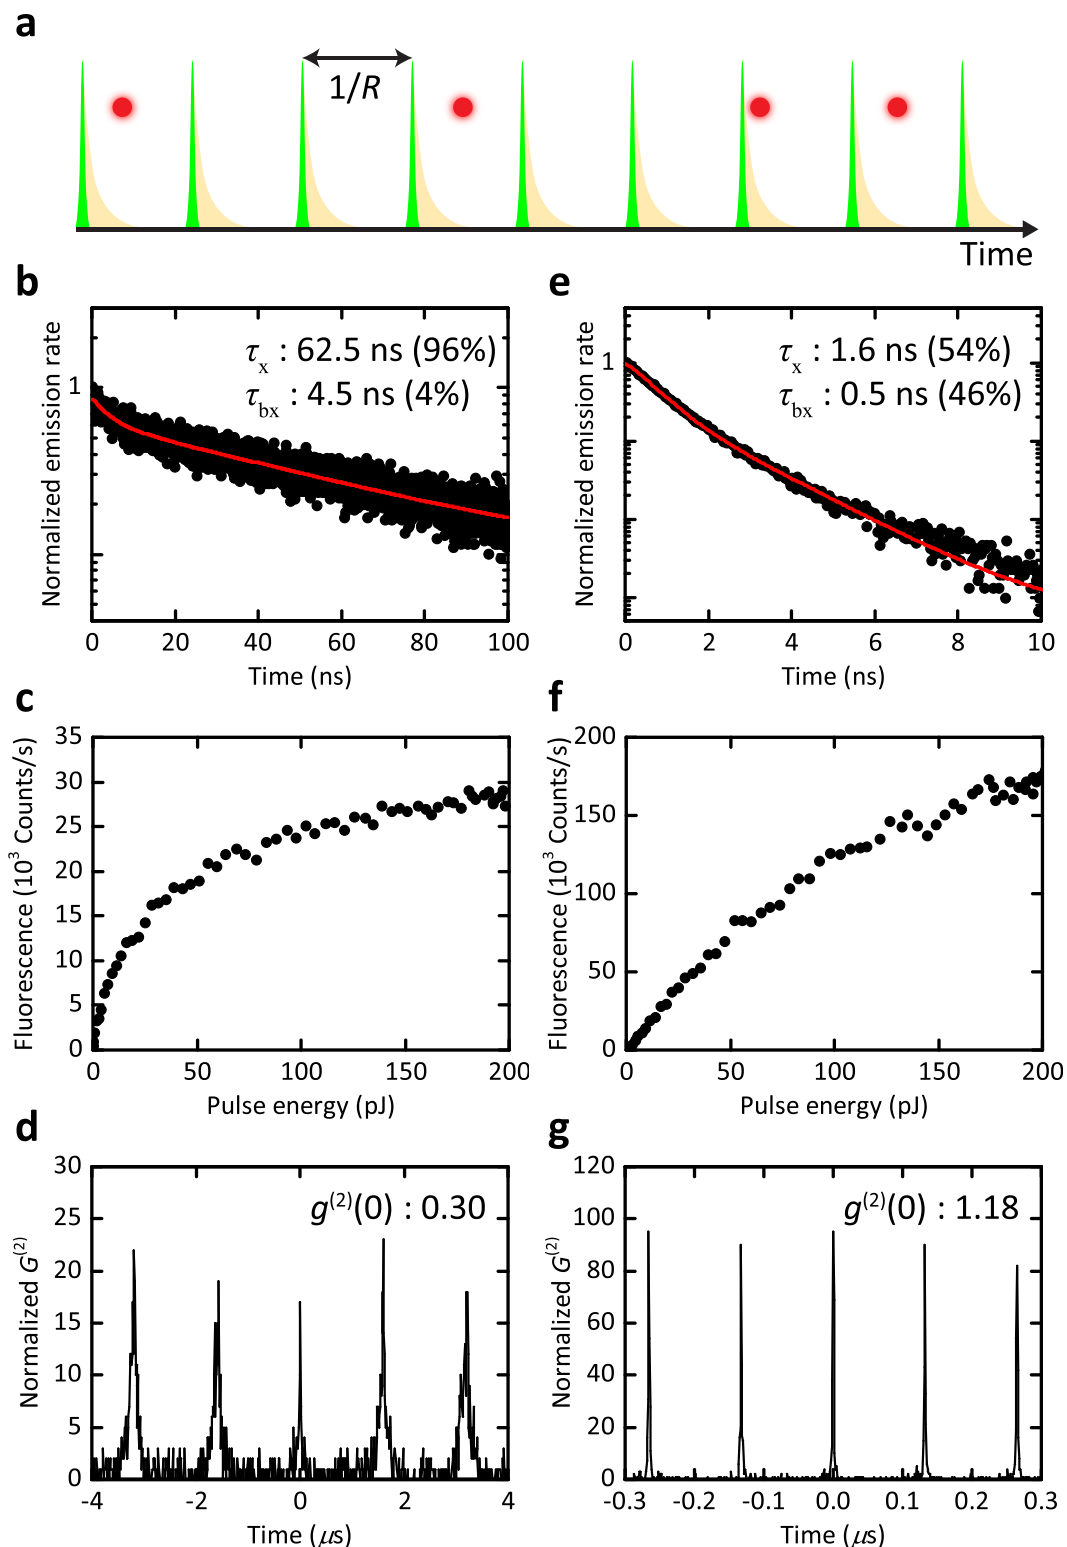 a
1/R
Time
b
Normalized emission rate
1
τx : 62.5 ns (96%)
τbx : 4.5 ns (4%)
0 20 40 60 80 100
Time (ns)
e
Normalized emission rate
1
τx : 1.6 ns (54%)
τbx : 0.5 ns (46%)
0 2 4 6 8 10
Time (ns)
c
Fluorescence (10³ Counts/s)
35
30
25
20
15
10
5
0
0 50 100 150 200
Pulse energy (pJ)
f
Fluorescence (10³ Counts/s)
200
150
100
50
0
0 50 100 150 200
Pulse energy (pJ)
d
Normalized G⁽²⁾
30
25
20
15
10
5
0
g⁽²⁾(0) : 0.30
-4 -2 0 2 4
Time (μs)
g
Normalized G⁽²⁾
120
100
80
60
40
20
0
g⁽²⁾(0) : 1.18
-0.3 -0.2 -0.1 0.0 0.1 0.2 0.3
Time (μs)